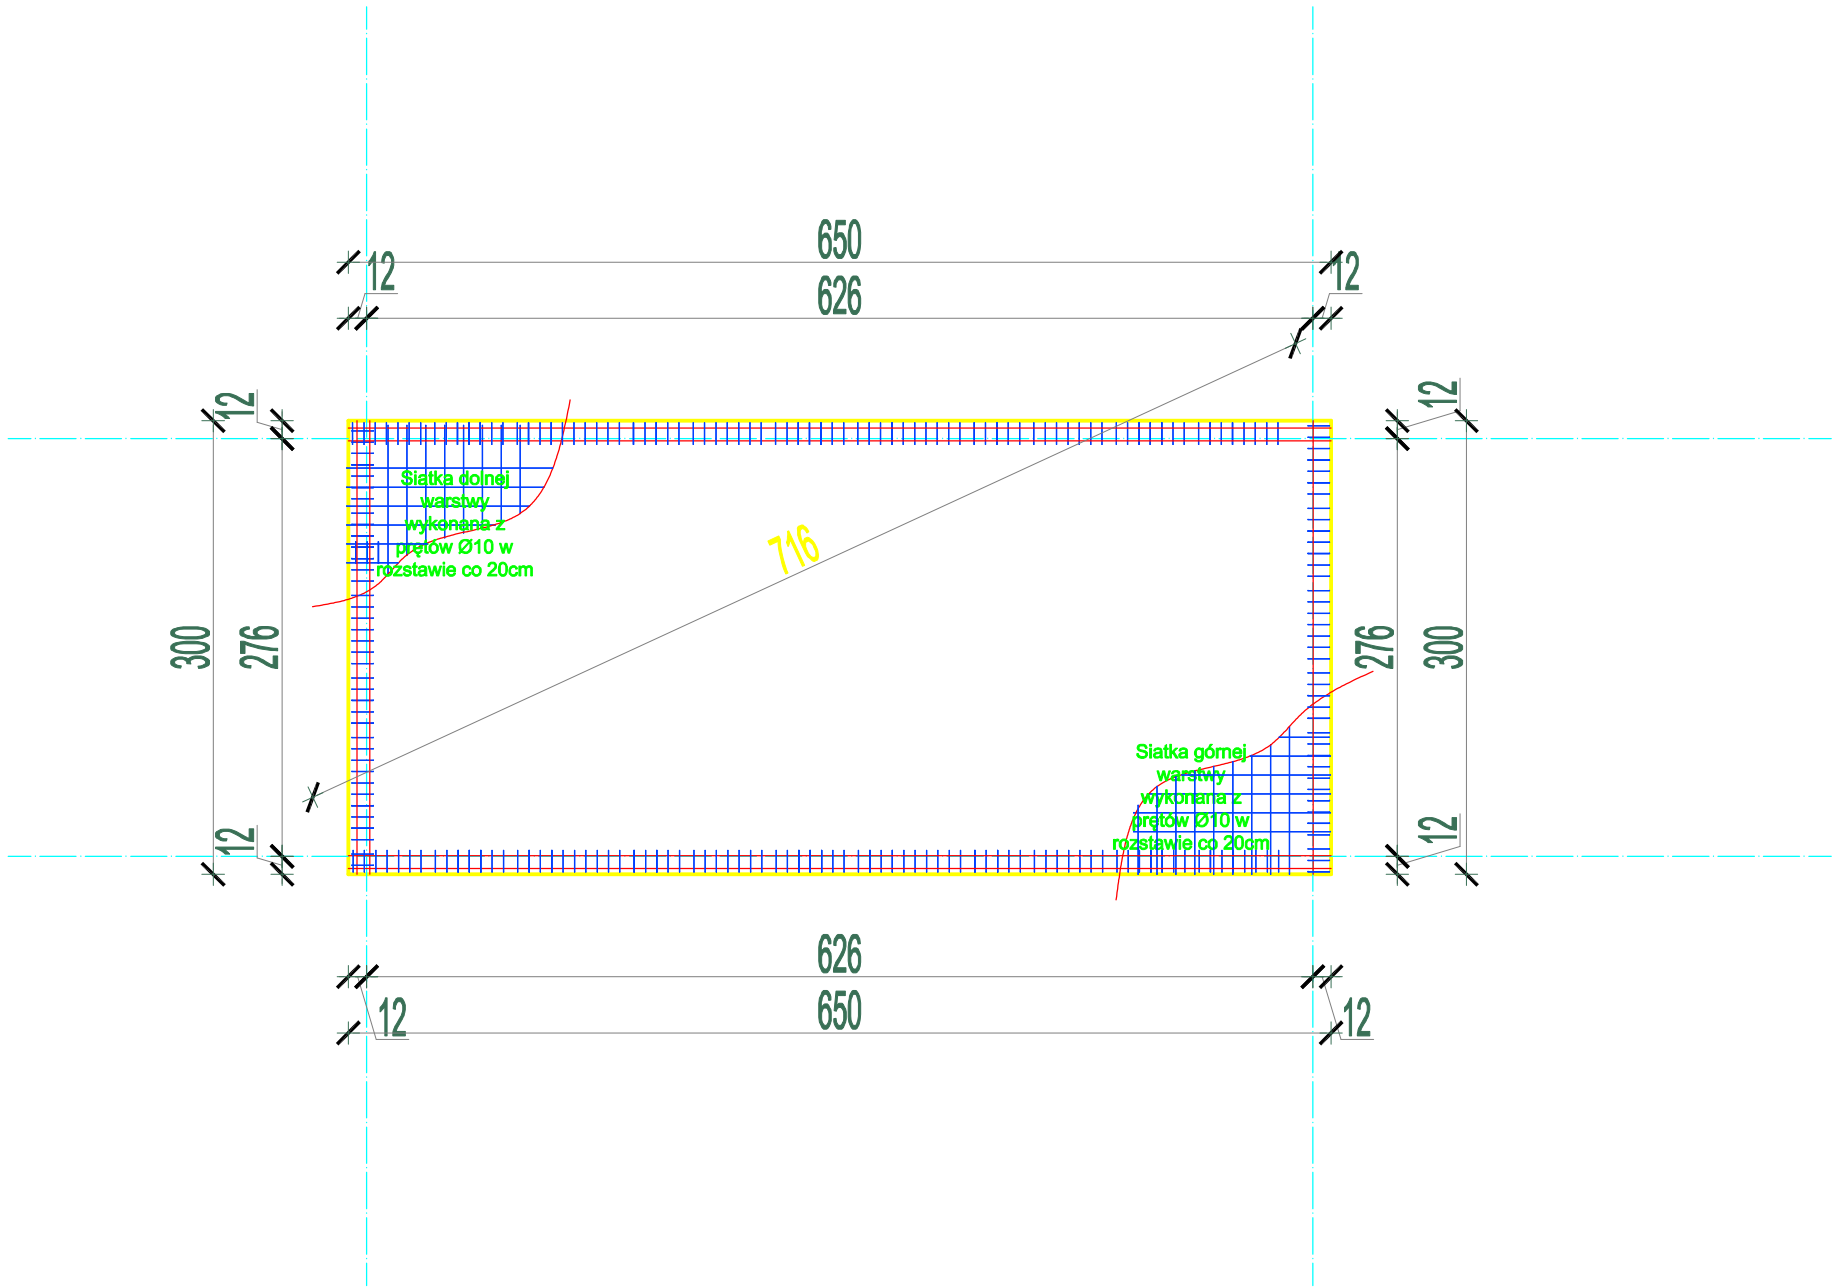 650
12
12
626
12
12
Siatka dolnej
warstwy
wykonana z
prętów Ø10 w
rozstawie co 20cm
716
300
276
276
300
Siatka górnej
warstwy
wykonana z
prętów Ø10 w
rozstawie co 20cm
12
12
626
12
650
12